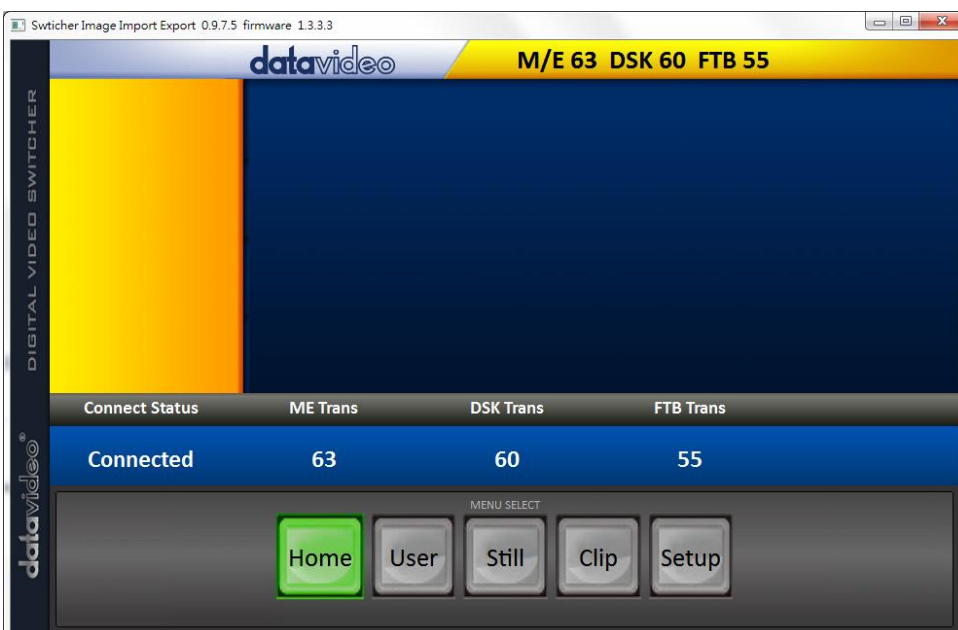 Swticher Image Import Export 0.9.7.5 firmware 1.3.3.3
datavideo
M/E 63 DSK 60 FTB 55
DIGITAL VIDEO SWITCHER
datavideo®
Connect Status ME Trans DSK Trans FTB Trans
Connected 63 60 55
MENU SELECT
Home User Still Clip Setup